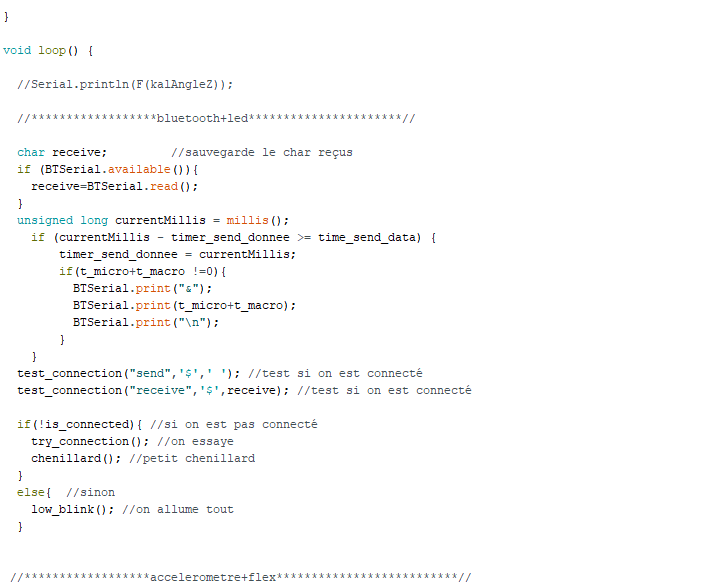 }
void loop() {
//Serial.println(F(kalAngleZ));
//******************bluetooth+led**********************//
char receive;         //sauvegarde le char reçus
if (BTSerial.available()){
receive=BTSerial.read();
}
unsigned long currentMillis = millis();
if (currentMillis - timer_send_donnee >= time_send_data) {
timer_send_donnee = currentMillis;
if(t_micro+t_macro !=0){
BTSerial.print("&");
BTSerial.print(t_micro+t_macro);
BTSerial.print("\n");
}
}
test_connection("send",'$',' '); //test si on est connecté
test_connection("receive",'$',receive); //test si on est connecté
if(!is_connected){ //si on est pas connecté
try_connection(); //on essaye
chenillard(); //petit chenillard
}
else{  //sinon
low_blink(); //on allume tout
}
//******************accelerometre+flex**************************//